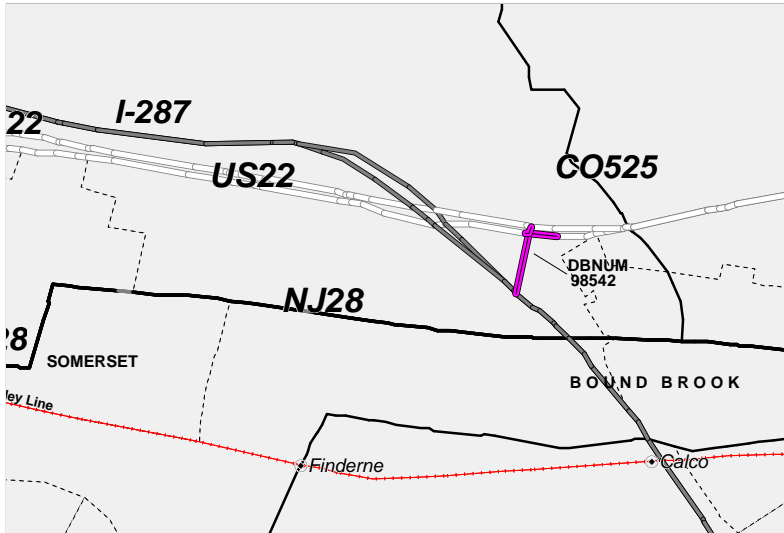 I-287
22
US22
CO525
DBNUM
98542
NJ28
28
SOMERSET
BOUND BROOK
ley Line
Finderne
Calco